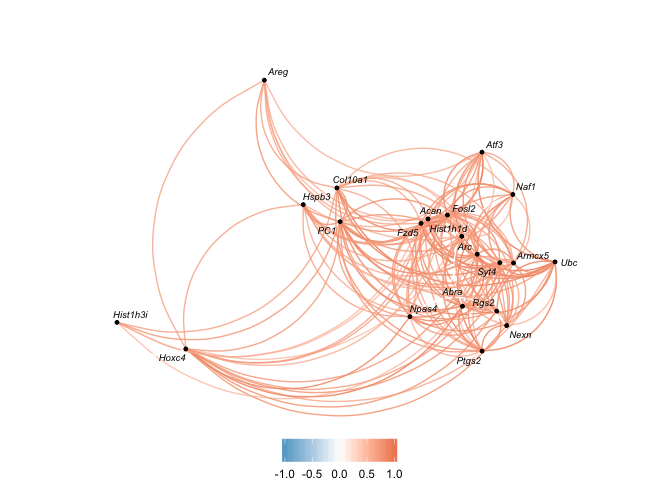 Areg
Atf3
Col10a1
Naf1
Hspb3
Acan
Fosl2
PC1
Fzd5
Hist1h1d
Arc
Armcx5
Ubc
Syt4
Abra
Rgs2
Npas4
Hist1h3i
Nexn
Hoxc4
Ptgs2
-1.0 -0.5 0.0 0.5 1.0